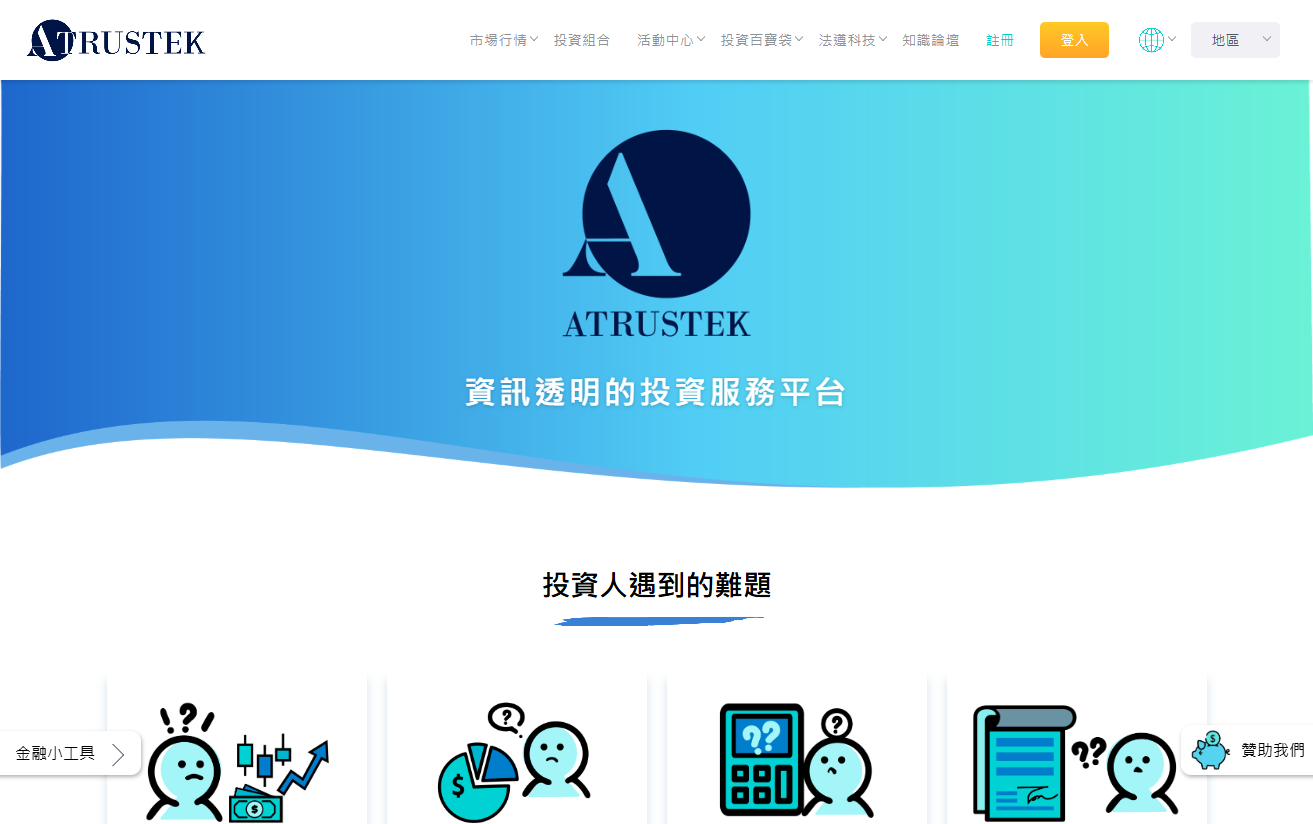 ATRUSTEK
市場行情
投資組合
活動中心
投資百寶袋
法遵科技
知識論壇
註冊
登入
地區
ATRUSTEK
資訊透明的投資服務平台
投資人遇到的難題
!?!
?
$
$
?
??
?
??
金融小工具
$
贊助我們